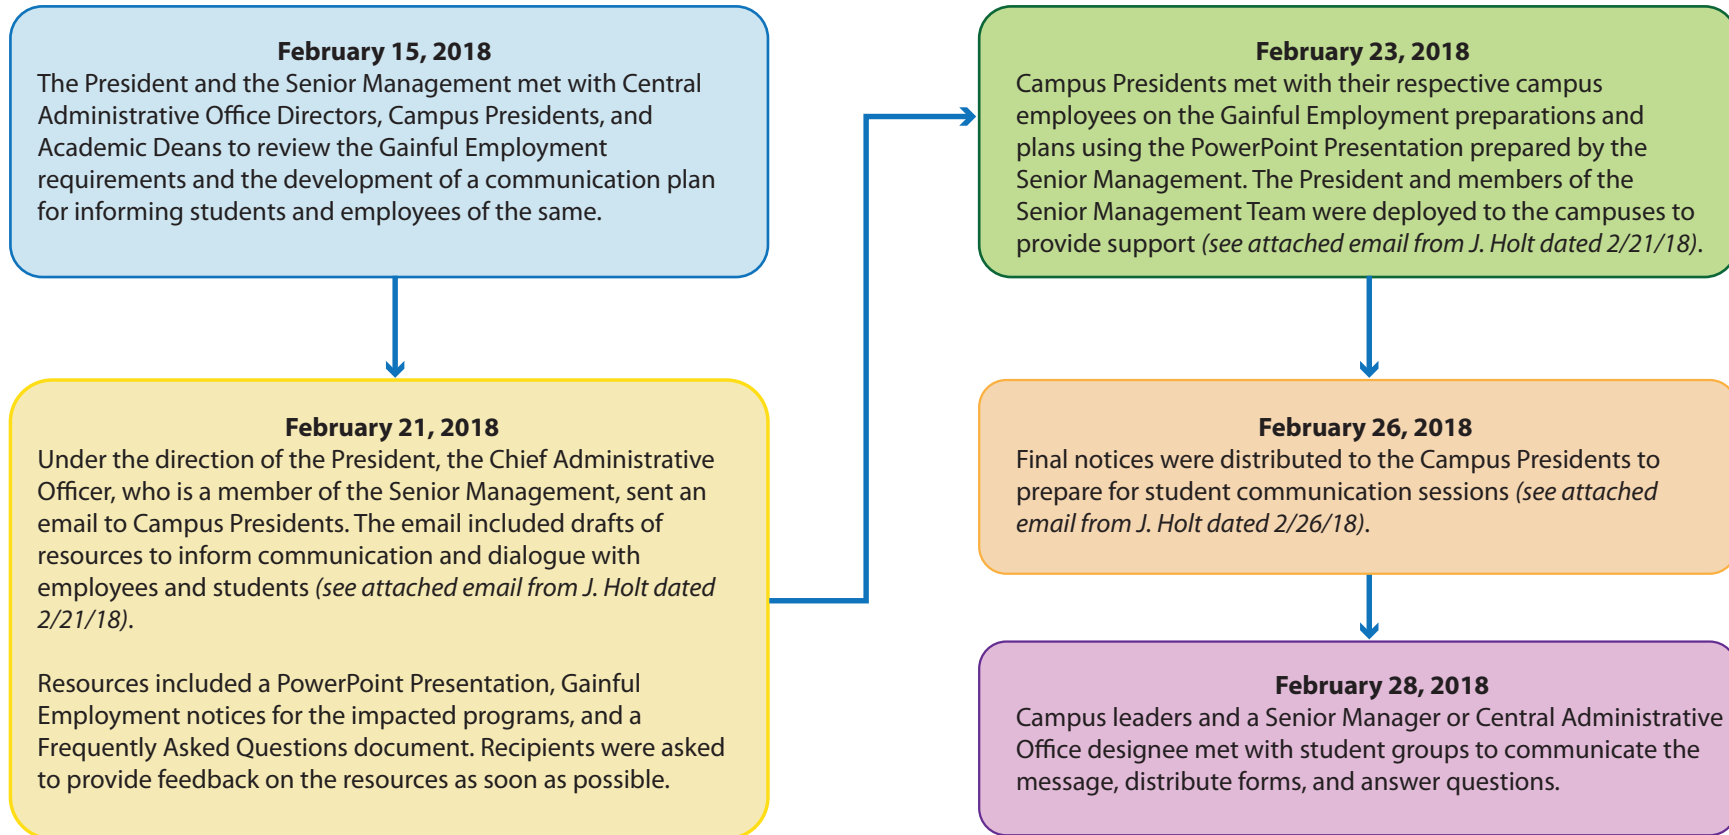 February 15, 2018
The President and the Senior Management met with Central
Administrative Office Directors, Campus Presidents, and
Academic Deans to review the Gainful Employment
requirements and the development of a communication plan
for informing students and employees of the same.
February 21, 2018
Under the direction of the President, the Chief Administrative
Officer, who is a member of the Senior Management, sent an
email to Campus Presidents. The email included drafts of
resources to inform communication and dialogue with
employees and students (see attached email from J. Holt dated
2/21/18).
Resources included a PowerPoint Presentation, Gainful
Employment notices for the impacted programs, and a
Frequently Asked Questions document. Recipients were asked
to provide feedback on the resources as soon as possible.
February 23, 2018
Campus Presidents met with their respective campus
employees on the Gainful Employment preparations and
plans using the PowerPoint Presentation prepared by the
Senior Management. The President and members of the
Senior Management Team were deployed to the campuses to
provide support (see attached email from J. Holt dated 2/21/18).
February 26, 2018
Final notices were distributed to the Campus Presidents to
prepare for student communication sessions (see attached
email from J. Holt dated 2/26/18).
February 28, 2018
Campus leaders and a Senior Manager or Central Administrative
Office designee met with student groups to communicate the
message, distribute forms, and answer questions.